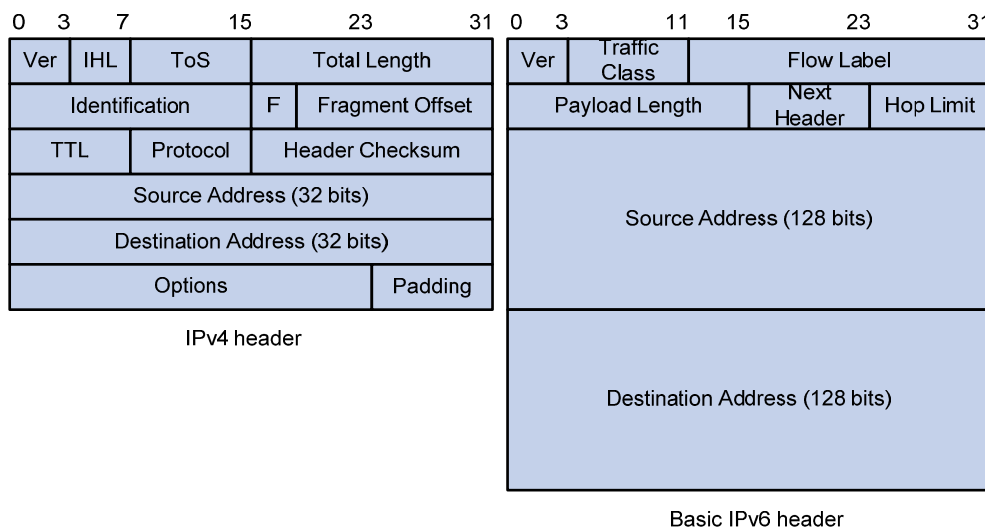 0 3 7 15 23 31
Ver IHL ToS Total Length
Identification F Fragment Offset
TTL Protocol Header Checksum
Source Address (32 bits)
Destination Address (32 bits)
Options Padding
IPv4 header
0 3 11 15 23 31
Ver Traffic Class Flow Label
Payload Length Next Header Hop Limit
Source Address (128 bits)
Destination Address (128 bits)
Basic IPv6 header